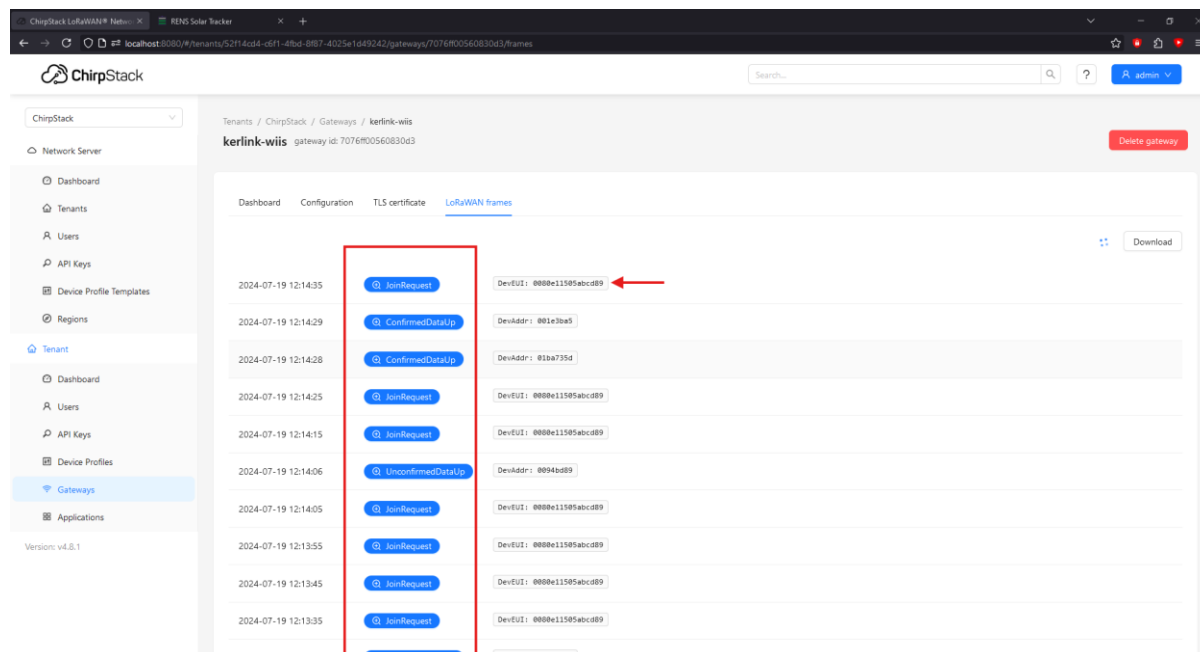 ChirpStack LoRaWAN® Networ
RENS Solar Tracker
localhost:8080/#/tenants/52f14cd4-c6f1-4fbd-8f87-4025e1d49242/gateways/7076ff00560830d3/frames
ChirpStack
Search...
?
admin
ChirpStack
Network Server
Dashboard
Tenants
Users
API Keys
Device Profile Templates
Regions
Tenant
Dashboard
Users
API Keys
Device Profiles
Gateways
Applications
Version: v4.8.1
Tenants / ChirpStack / Gateways / kerlink-wiis
kerlink-wiis gateway id: 7076ff00560830d3
Delete gateway
Dashboard Configuration TLS certificate LoRaWAN frames
Download
2024-07-19 12:14:35 JoinRequest DevEUI: 0080e11505abcd89
2024-07-19 12:14:29 ConfirmedDataUp DevAddr: 001e3ba5
2024-07-19 12:14:28 ConfirmedDataUp DevAddr: 01ba735d
2024-07-19 12:14:25 JoinRequest DevEUI: 0080e11505abcd89
2024-07-19 12:14:15 JoinRequest DevEUI: 0080e11505abcd89
2024-07-19 12:14:06 UnconfirmedDataUp DevAddr: 0094bd89
2024-07-19 12:14:05 JoinRequest DevEUI: 0080e11505abcd89
2024-07-19 12:13:55 JoinRequest DevEUI: 0080e11505abcd89
2024-07-19 12:13:45 JoinRequest DevEUI: 0080e11505abcd89
2024-07-19 12:13:35 JoinRequest DevEUI: 0080e11505abcd89